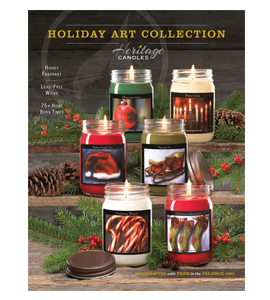 HOLIDAY ART COLLECTION
Heritage
CANDLES
HIGHLY
FRAGRANT
LEAD-FREE
WICKS
75+ HOUR
BURN TIMES
HANDCRAFTED with PRIDE in the USA SINCE